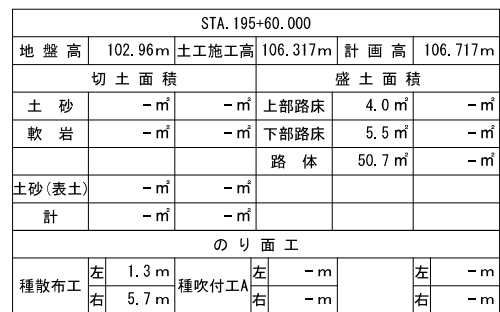 STA.195+60.000
地盤高 102.96m 土工施工高 106.317m 計画高 106.717m
切土面積 盛土面積
土砂 -㎡ -㎡ 上部路床 4.0㎡ -㎡
軟岩 -㎡ -㎡ 下部路床 5.5㎡ -㎡
路体 50.7㎡ -㎡
土砂(表土) -㎡ -㎡
計 -㎡ -㎡
のり面工
種散布工 左 1.3m 種吹付工A 左 -m 左 -m
右 5.7m 右 -m 右 -m